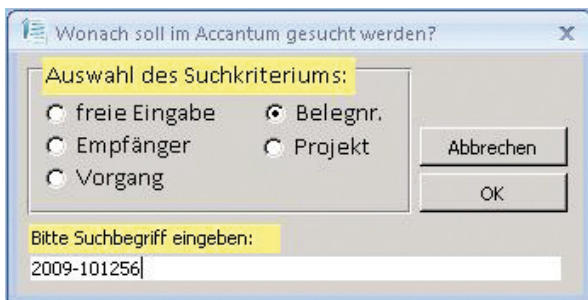 Wonach soll im Accantum gesucht werden?
Auswahl des Suchkriteriums:
freie Eingabe
Belegnr.
Empfänger
Projekt
Vorgang
Abbrechen
OK
Bitte Suchbegriff eingeben:
2009-101256